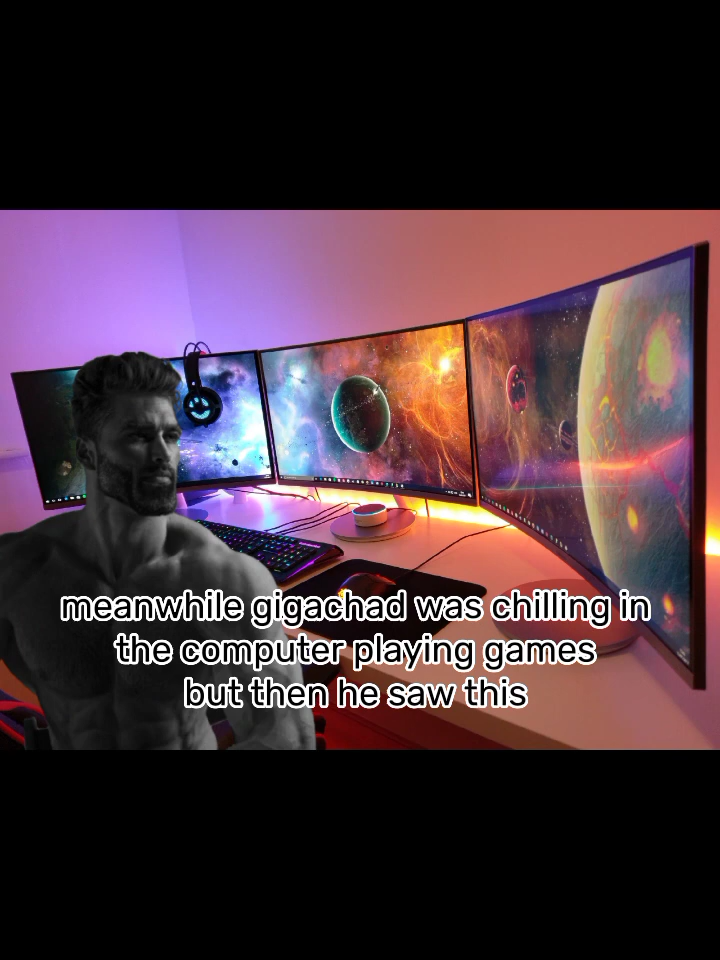 meanwhile gigachad was chilling in
the computer playing games
but then he saw this